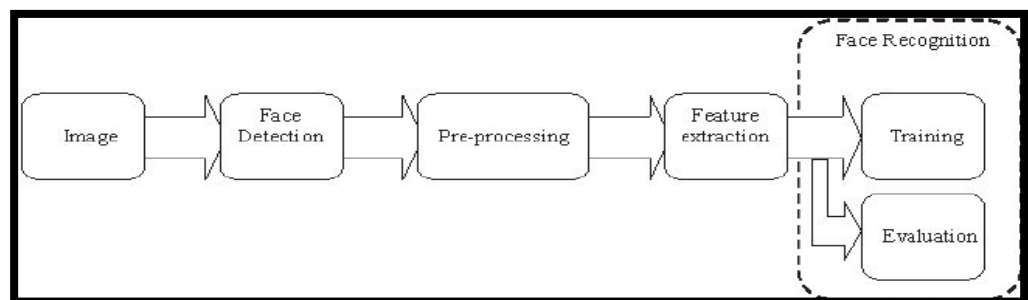 Face Recognition
Image
Face
Detection
Pre-processing
Feature
extraction
Training
Evaluation